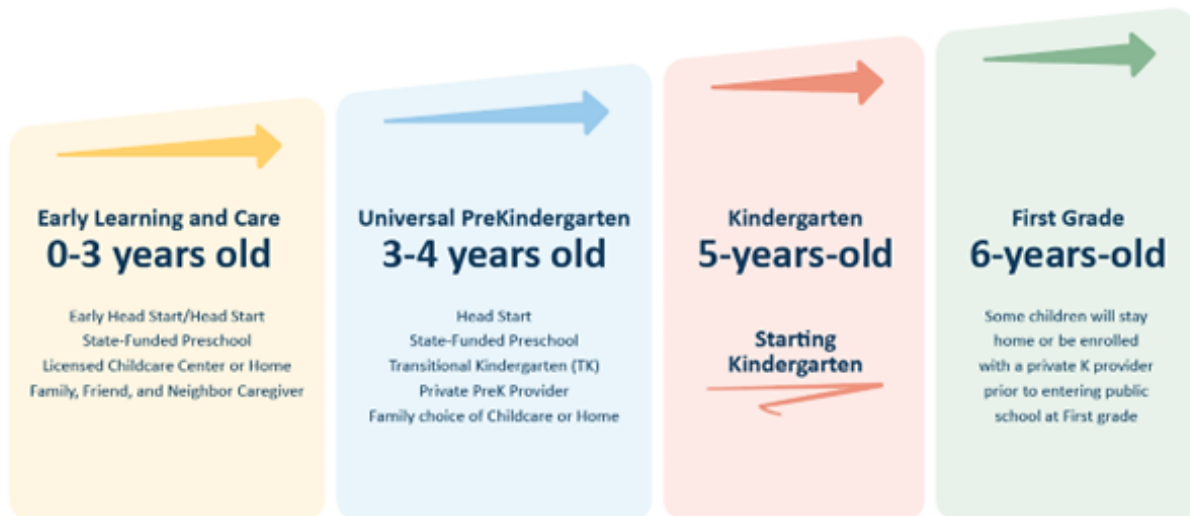 Early Learning and Care
0-3 years old
Early Head Start/Head Start
State-Funded Preschool
Licensed Childcare Center or Home
Family, Friend, and Neighbor Caregiver
Universal PreKindergarten
3-4 years old
Head Start
State-Funded Preschool
Transitional Kindergarten (TK)
Private PreK Provider
Family choice of Childcare or Home
Kindergarten
5-years-old
Starting
Kindergarten
First Grade
6-years-old
Some children will stay
home or be enrolled
with a private K provider
prior to entering public
school at First grade